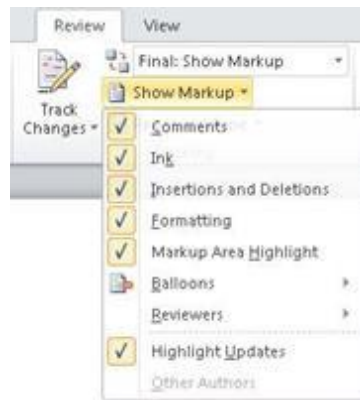 Review View
Final: Show Markup
Show Markup
Track
Changes
Comments
Ink
Insertions and Deletions
Formatting
Markup Area Highlight
Balloons
Reviewers
Highlight Updates
Other Authors